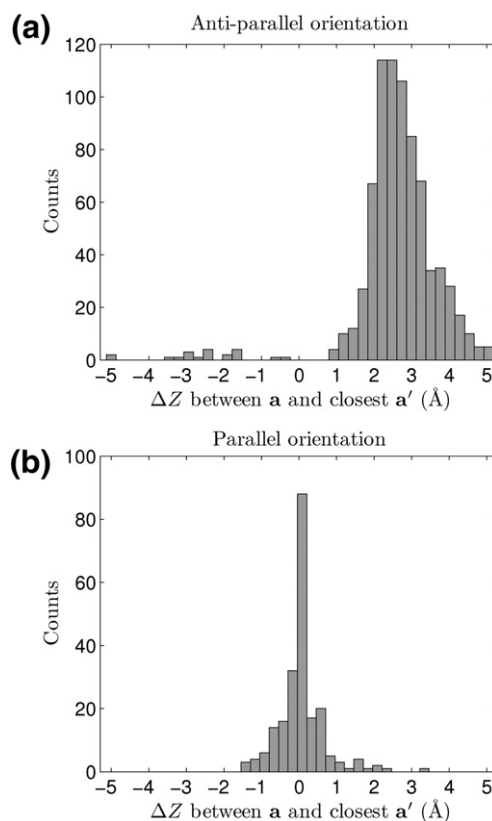 (a)
Anti-parallel orientation
120
100
80
60
40
20
0
Counts
−5 −4 −3 −2 −1 0 1 2 3 4 5
ΔZ between a and closest a′ (Å)
(b)
Parallel orientation
100
80
60
40
20
0
Counts
−5 −4 −3 −2 −1 0 1 2 3 4 5
ΔZ between a and closest a′ (Å)